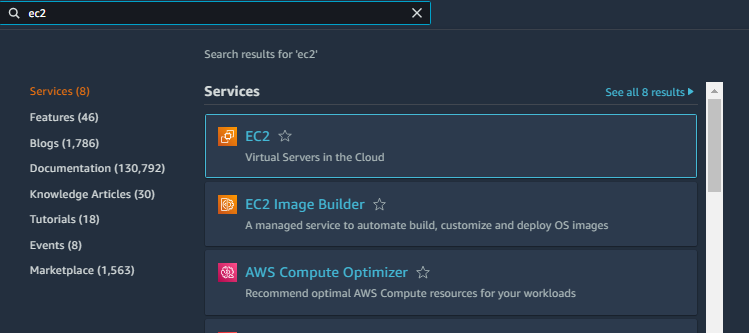 ec2
Search results for 'ec2'
Services (8)
Features (46)
Blogs (1,786)
Documentation (130,792)
Knowledge Articles (30)
Tutorials (18)
Events (8)
Marketplace (1,563)
Services
See all 8 results
EC2
Virtual Servers in the Cloud
EC2 Image Builder
A managed service to automate build, customize and deploy OS images
AWS Compute Optimizer
Recommend optimal AWS Compute resources for your workloads